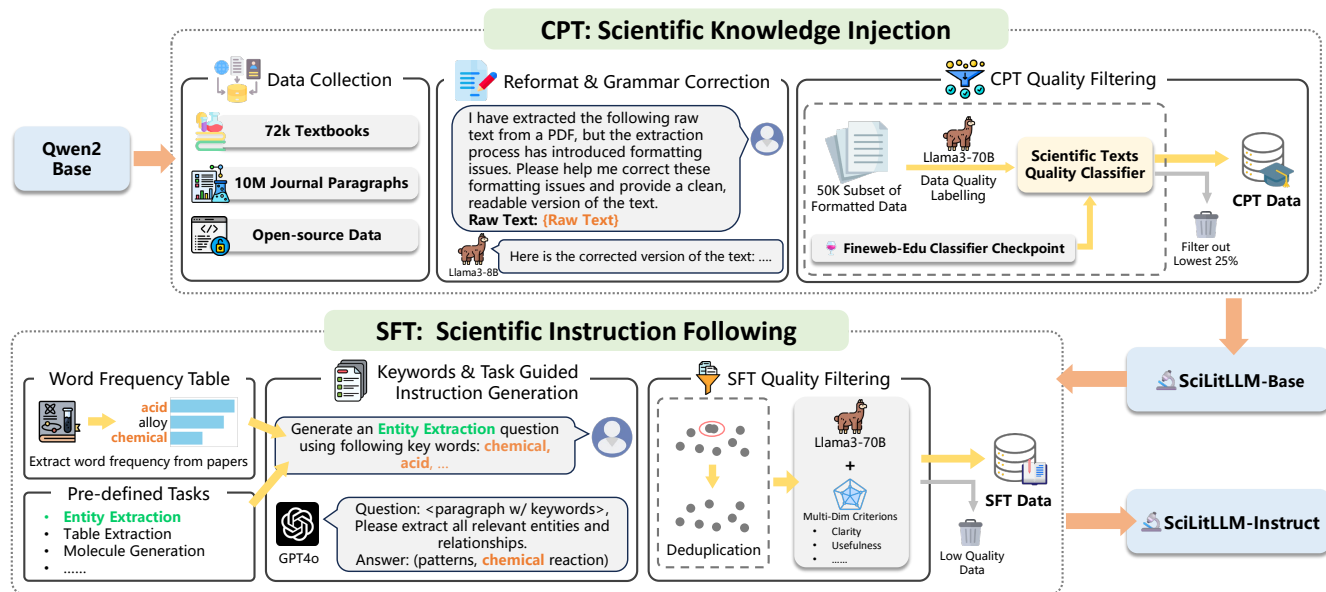 CPT: Scientific Knowledge Injection
Qwen2
Base
Data Collection
72k Textbooks
10M Journal Paragraphs
Open-source Data
Reformat & Grammar Correction
I have extracted the following raw
text from a PDF, but the extraction
process has introduced formatting
issues. Please help me correct these
formatting issues and provide a clean,
readable version of the text.
Raw Text: {Raw Text}
Llama3-8B
Here is the corrected version of the text: ....
CPT Quality Filtering
50K Subset of
Formatted Data
Llama3-70B
Data Quality
Labelling
Scientific Texts
Quality Classifier
Fineweb-Edu Classifier Checkpoint
CPT Data
Filter out
Lowest 25%
SFT: Scientific Instruction Following
Word Frequency Table
acid
alloy
chemical
Extract word frequency from papers
Pre-defined Tasks
• Entity Extraction
• Table Extraction
• Molecule Generation
• ......
Keywords & Task Guided
Instruction Generation
Generate an Entity Extraction question
using following key words: chemical,
acid, ...
GPT4o
Question: <paragraph w/ keywords>,
Please extract all relevant entities and
relationships.
Answer: (patterns, chemical reaction)
SFT Quality Filtering
Deduplication
Llama3-70B
+
Multi-Dim Criterions
• Clarity
• Usefulness
• ......
SFT Data
Low Quality
Data
SciLitLLM-Base
SciLitLLM-Instruct